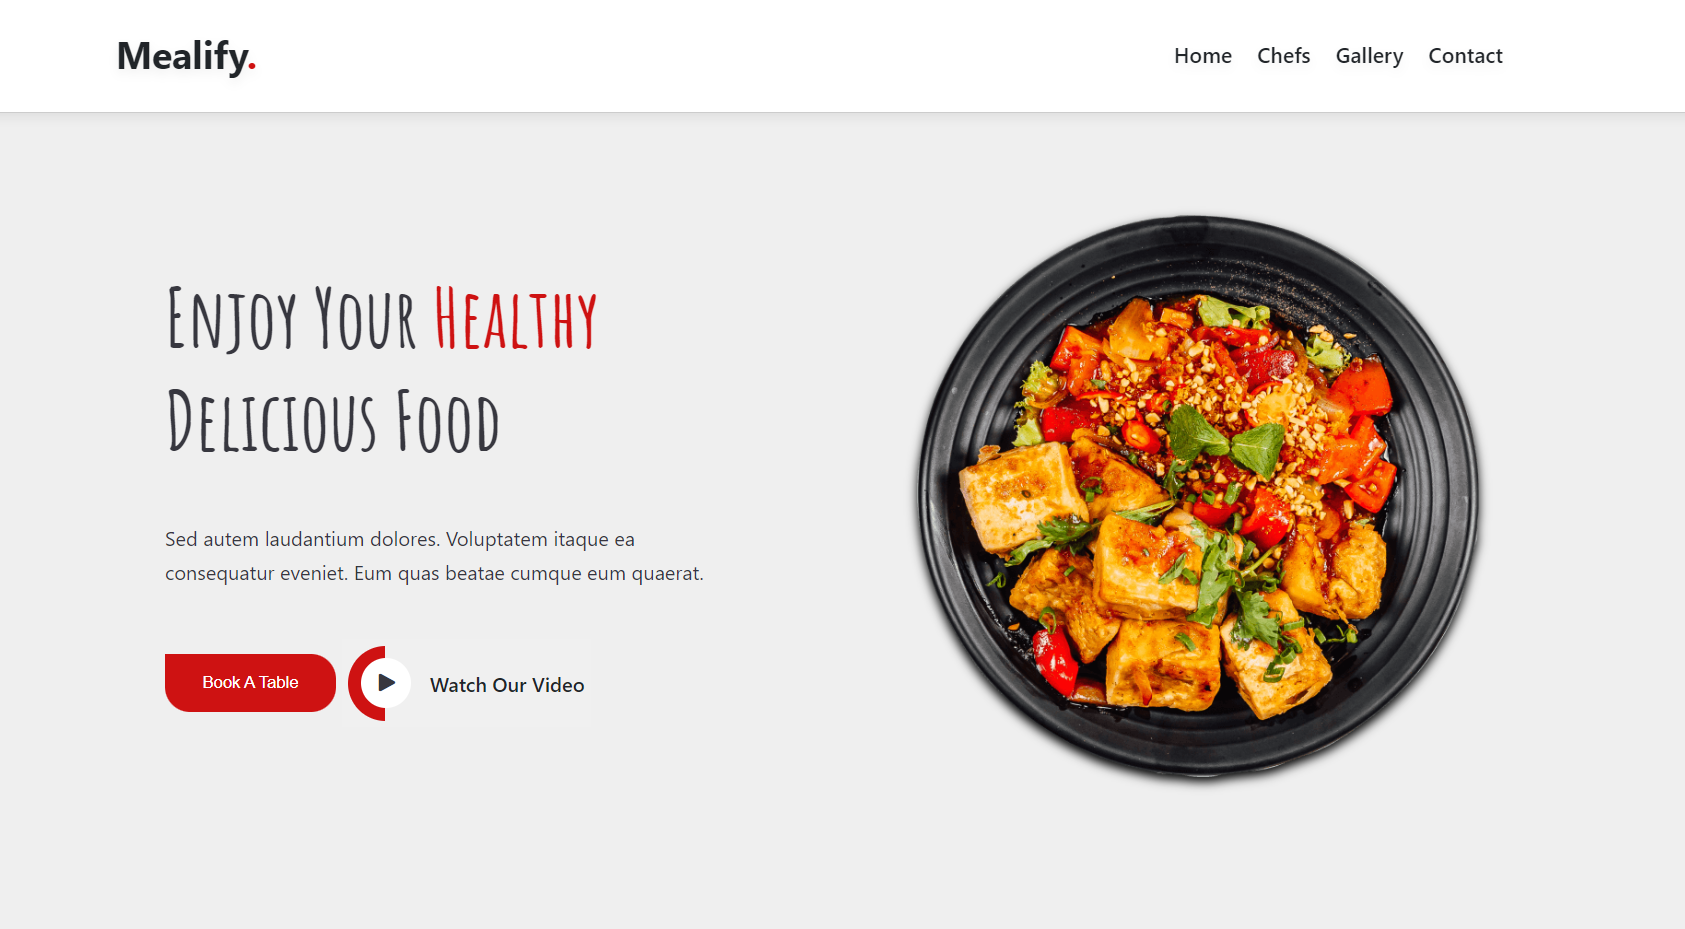 Mealify.
Home Chefs Gallery Contact
Enjoy Your Healthy
Delicious Food
Sed autem laudantium dolores. Voluptatem itaque ea
consequatur eveniet. Eum quas beatae cumque eum quaerat.
Book A Table
Watch Our Video